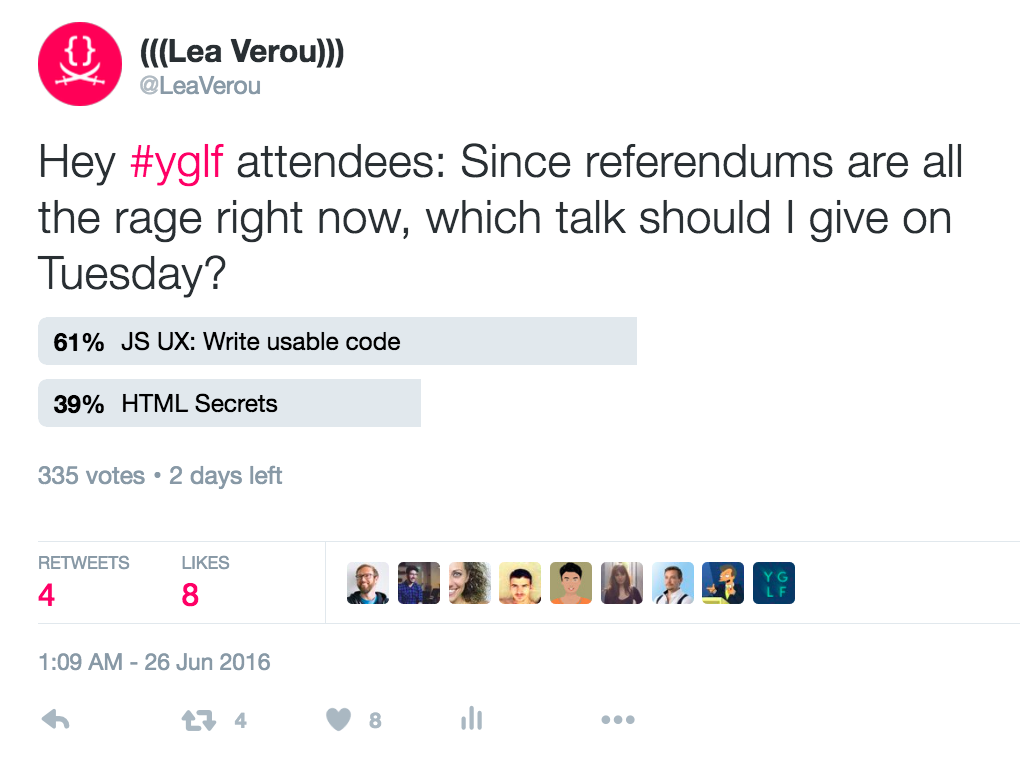 (((Lea Verou)))
@LeaVerou
Hey #yglf attendees: Since referendums are all
the rage right now, which talk should I give on
Tuesday?
61% JS UX: Write usable code
39% HTML Secrets
335 votes • 2 days left
RETWEETS LIKES
4 8
YG
LF
1:09 AM - 26 Jun 2016
4 8